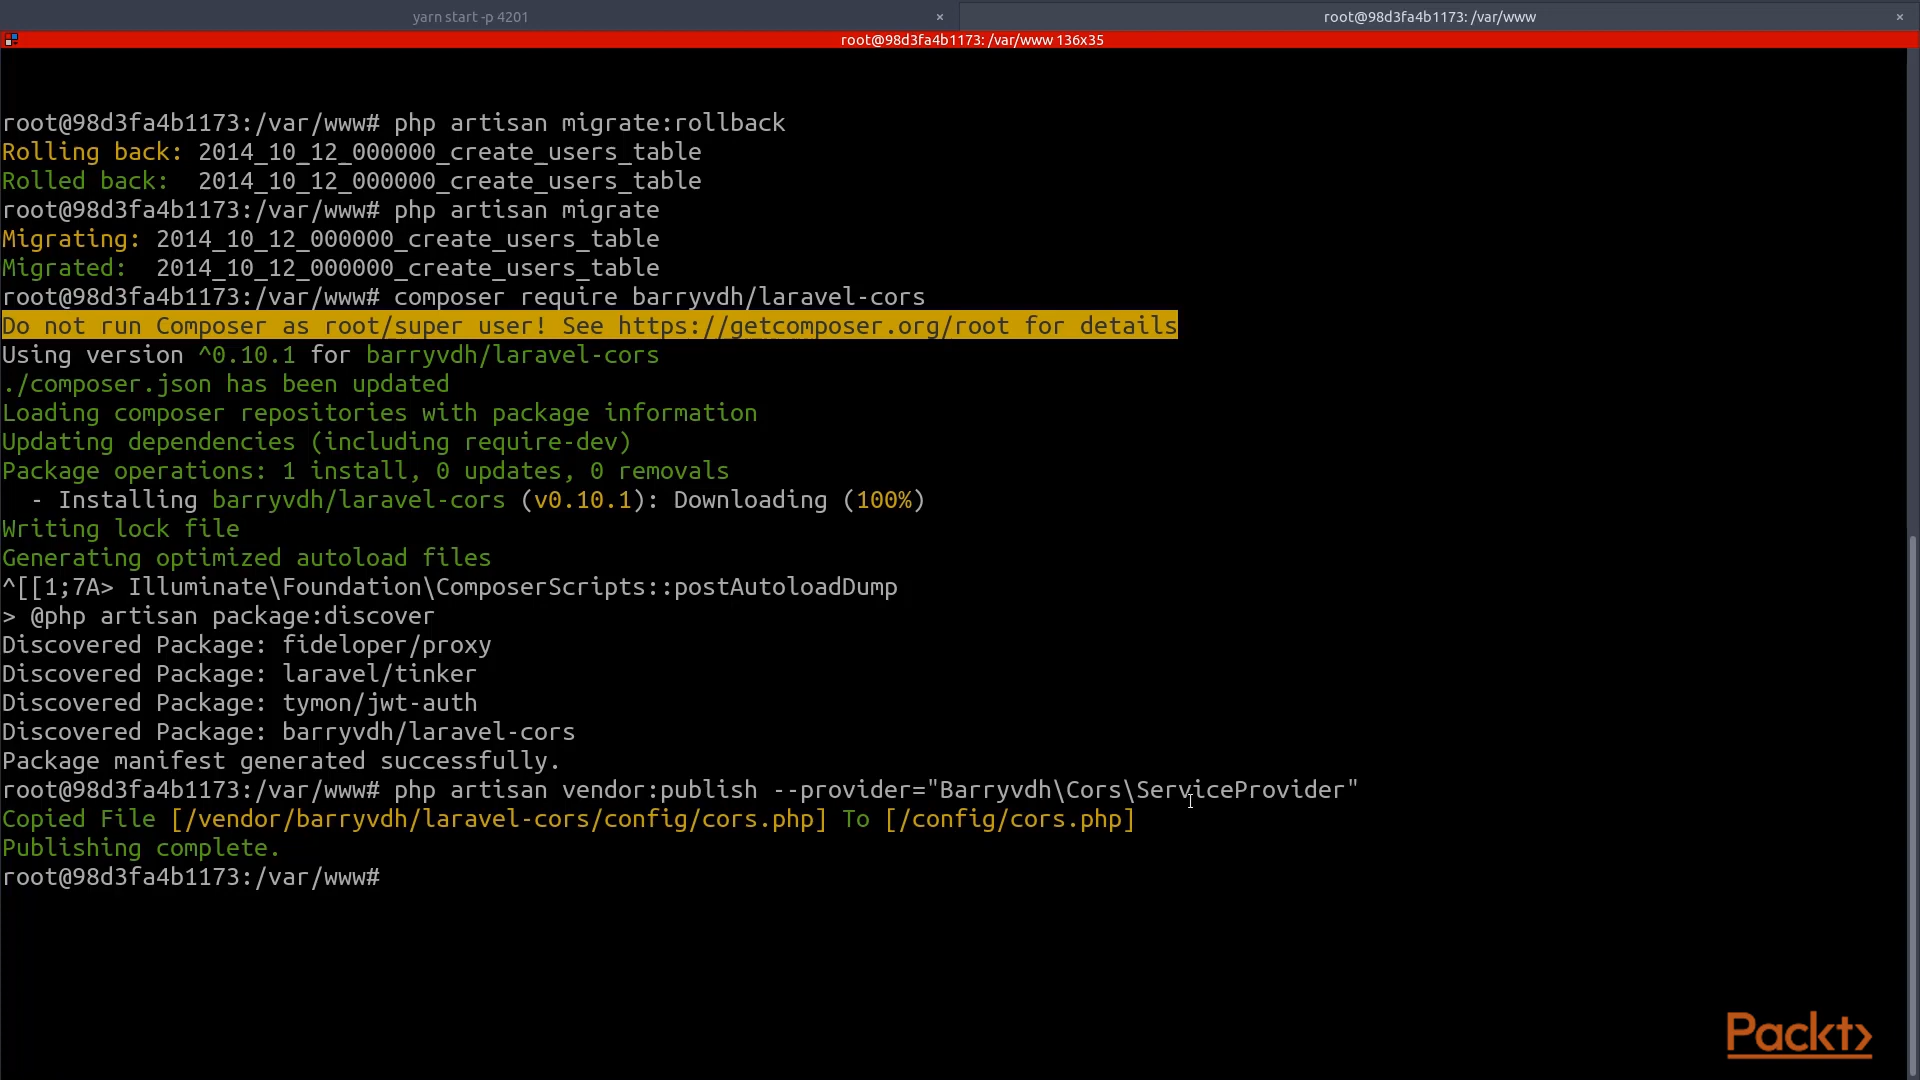 yarn start -p 4201 ×
root@98d3fa4b1173: /var/www ×
root@98d3fa4b1173: /var/www 136x35
root@98d3fa4b1173:/var/www# php artisan migrate:rollback
Rolling back: 2014_10_12_000000_create_users_table
Rolled back:  2014_10_12_000000_create_users_table
root@98d3fa4b1173:/var/www# php artisan migrate
Migrating: 2014_10_12_000000_create_users_table
Migrated:  2014_10_12_000000_create_users_table
root@98d3fa4b1173:/var/www# composer require barryvdh/laravel-cors
Do not run Composer as root/super user! See https://getcomposer.org/root for details
Using version ^0.10.1 for barryvdh/laravel-cors
./composer.json has been updated
Loading composer repositories with package information
Updating dependencies (including require-dev)
Package operations: 1 install, 0 updates, 0 removals
  - Installing barryvdh/laravel-cors (v0.10.1): Downloading (100%)
Writing lock file
Generating optimized autoload files
^[[1;7A> Illuminate\Foundation\ComposerScripts::postAutoloadDump
> @php artisan package:discover
Discovered Package: fideloper/proxy
Discovered Package: laravel/tinker
Discovered Package: tymon/jwt-auth
Discovered Package: barryvdh/laravel-cors
Package manifest generated successfully.
root@98d3fa4b1173:/var/www# php artisan vendor:publish --provider="Barryvdh\Cors\ServiceProvider"
Copied File [/vendor/barryvdh/laravel-cors/config/cors.php] To [/config/cors.php]
Publishing complete.
root@98d3fa4b1173:/var/www#
Packt>